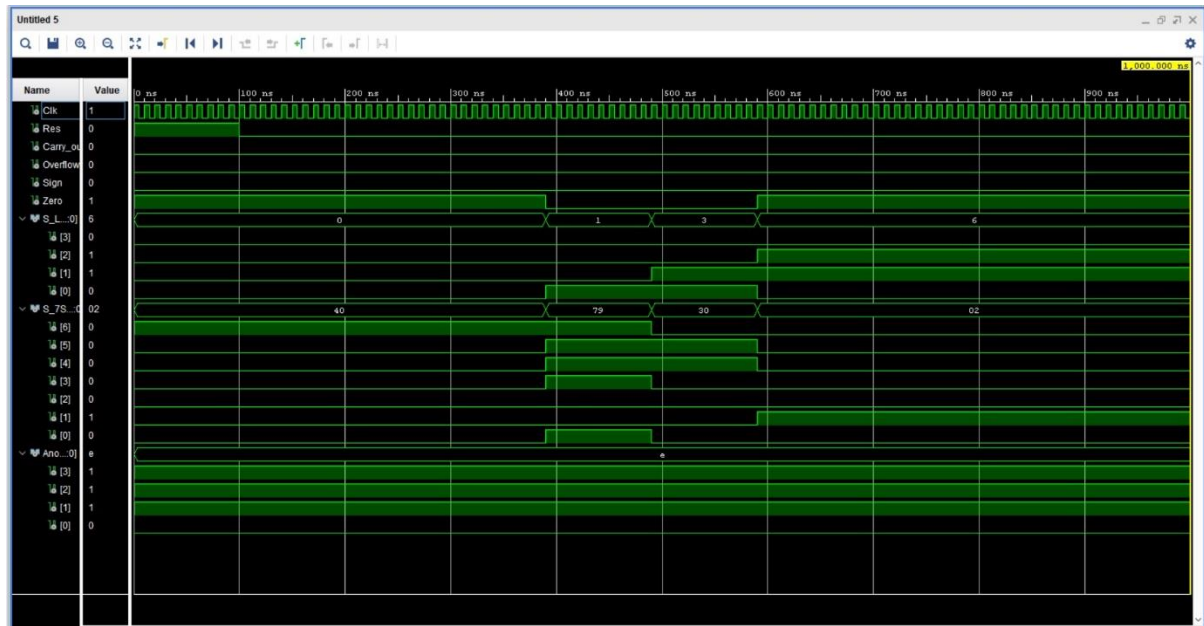 Untitled 5
1,000.000 ns
Name Value
0 ns 100 ns 200 ns 300 ns 400 ns 500 ns 600 ns 700 ns 800 ns 900 ns
Clk 1
Res 0
Carry_ou 0
Overflow 0
Sign 0
Zero 1
S_L...:0] 6 0 1 3 6
[3] 0
[2] 1
[1] 1
[0] 0
S_7S...:0 02 40 79 30 02
[6] 0
[5] 0
[4] 0
[3] 0
[2] 0
[1] 1
[0] 0
Ano...:0] e e
[3] 1
[2] 1
[1] 1
[0] 0